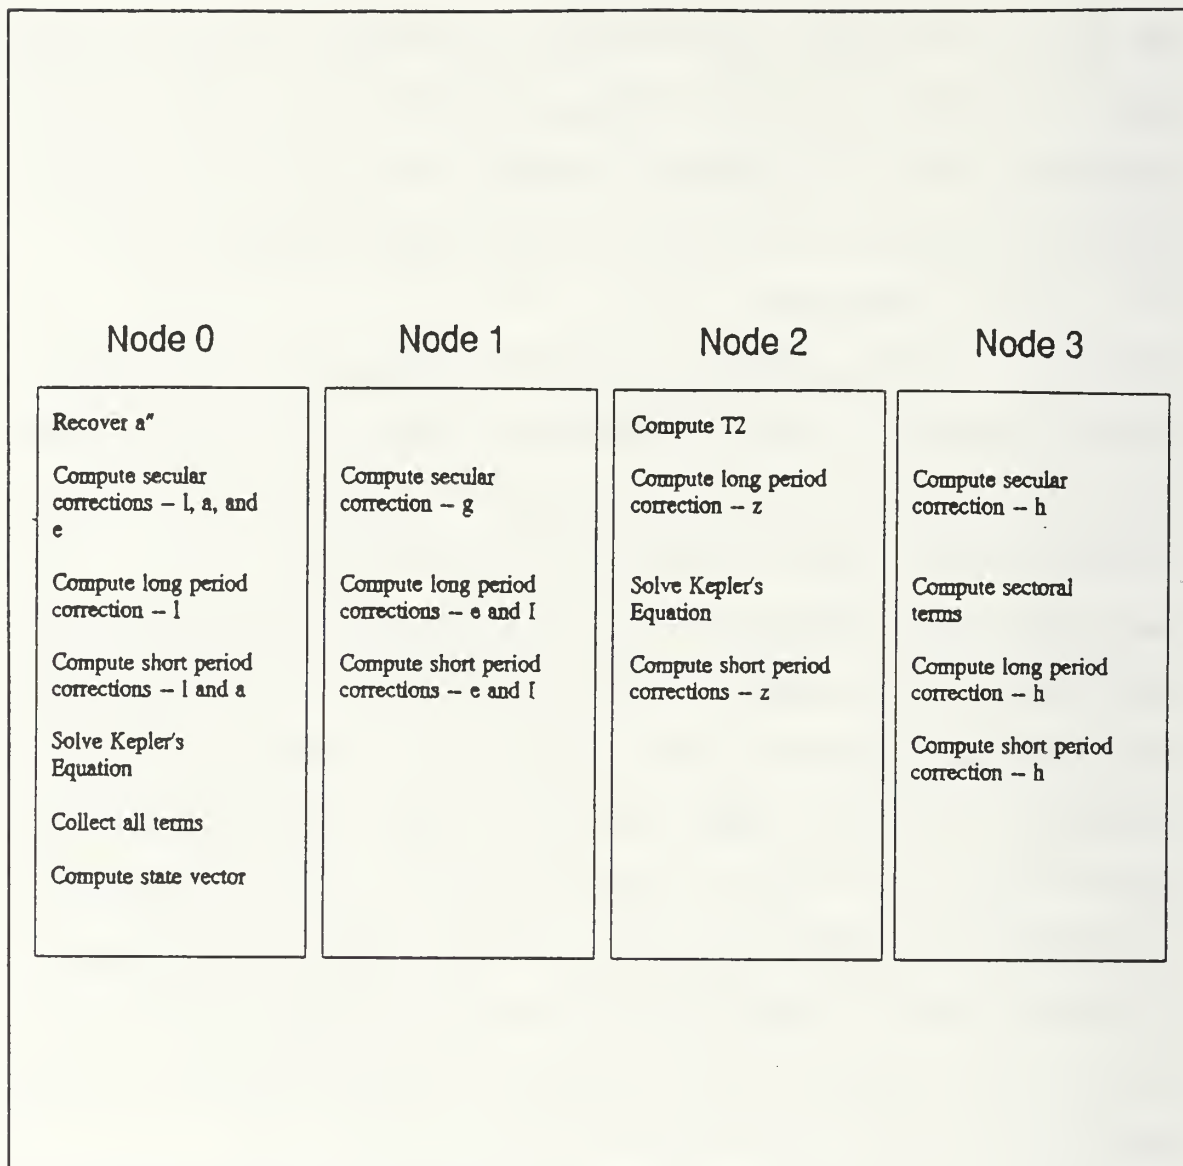 Node 0
Recover a"
Compute secular
corrections – l, a, and
e
Compute long period
correction – l
Compute short period
corrections – l and a
Solve Kepler's
Equation
Collect all terms
Compute state vector
Node 1
Compute secular
correction – g
Compute long period
corrections – e and I
Compute short period
corrections – e and I
Node 2
Compute T2
Compute long period
correction – z
Solve Kepler's
Equation
Compute short period
corrections – z
Node 3
Compute secular
correction – h
Compute sectoral
terms
Compute long period
correction – h
Compute short period
correction – h